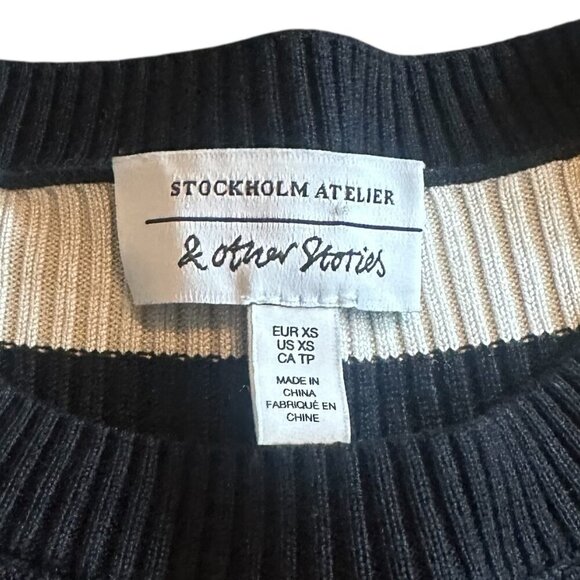 STOCKHOLM ATELIER
& other Stories
EUR XS
US XS
CA TP
MADE IN
CHINA
FABRIQUÉ EN
CHINE